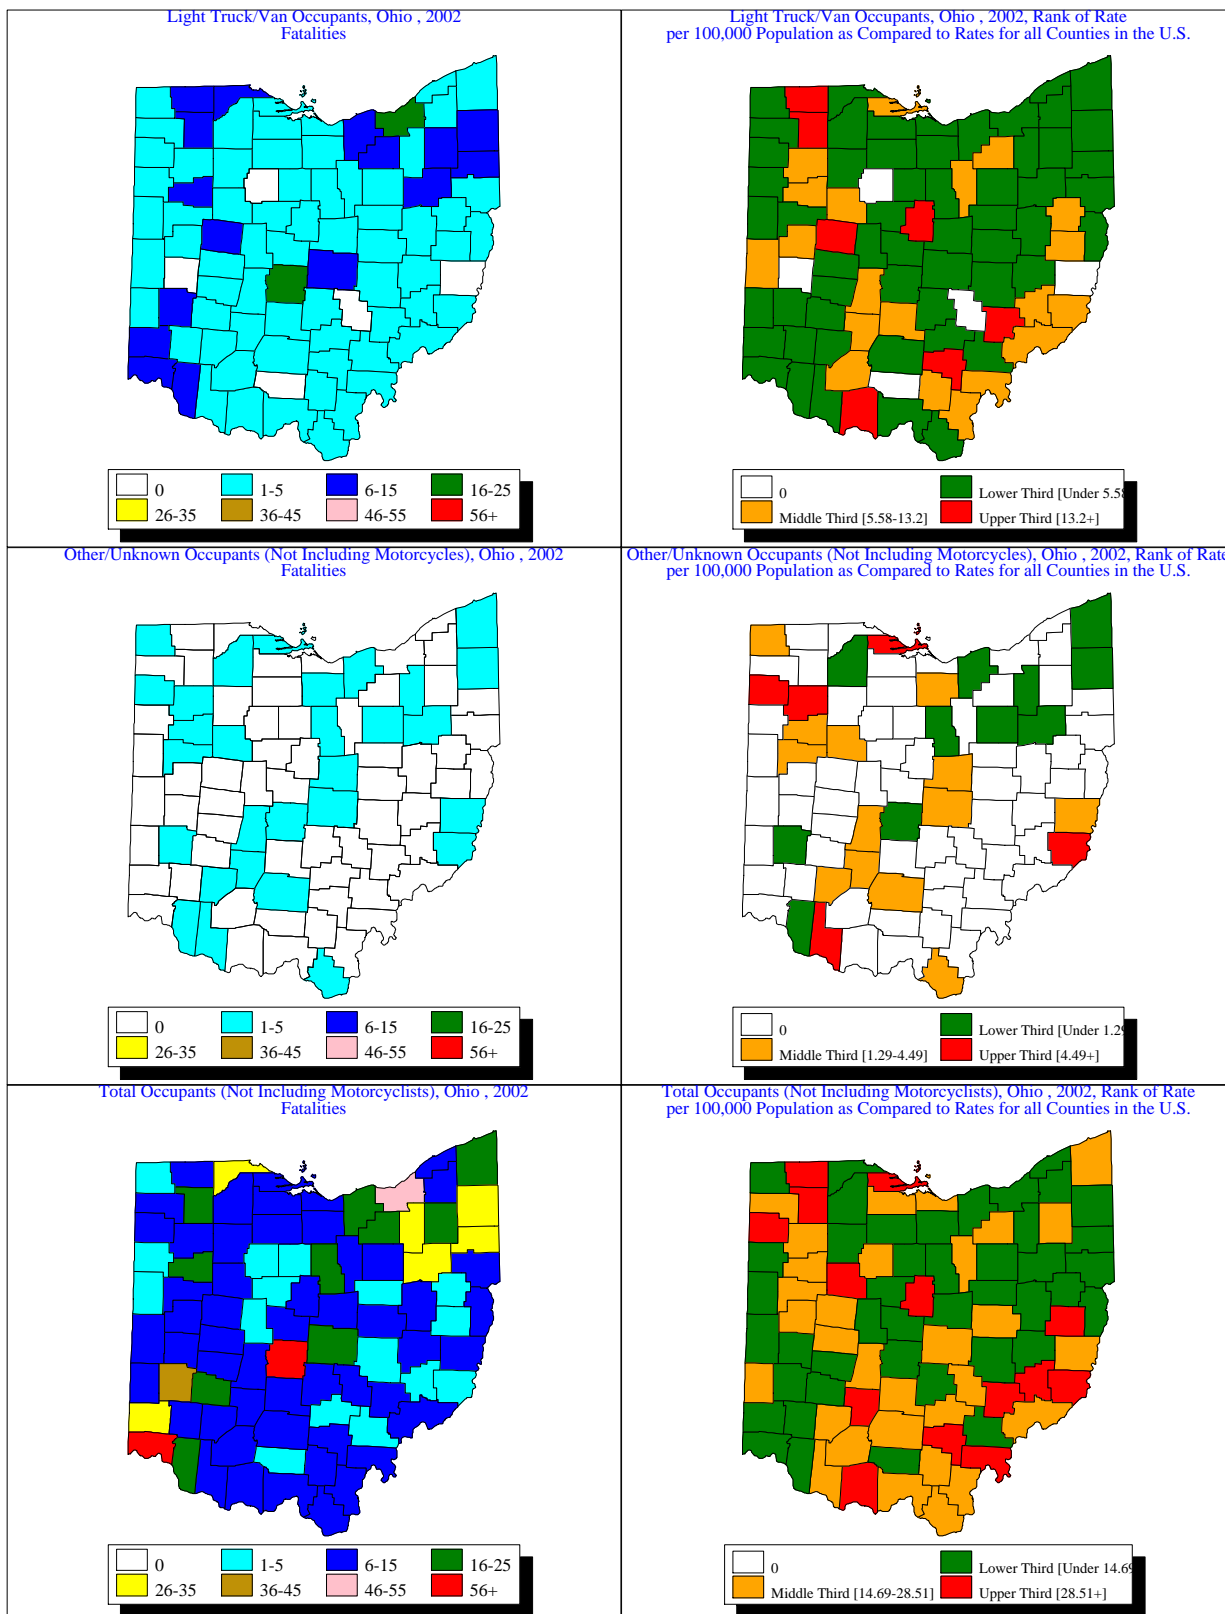 Light Truck/Van Occupants, Ohio , 2002
Fatalities
0
1-5
6-15
16-25
26-35
36-45
46-55
56+
Light Truck/Van Occupants, Ohio , 2002, Rank of Rate
per 100,000 Population as Compared to Rates for all Counties in the U.S.
0
Lower Third [Under 5.58
Middle Third [5.58-13.2]
Upper Third [13.2+]
Other/Unknown Occupants (Not Including Motorcycles), Ohio , 2002
Fatalities
0
1-5
6-15
16-25
26-35
36-45
46-55
56+
Other/Unknown Occupants (Not Including Motorcycles), Ohio , 2002, Rank of Rate
per 100,000 Population as Compared to Rates for all Counties in the U.S.
0
Lower Third [Under 1.29
Middle Third [1.29-4.49]
Upper Third [4.49+]
Total Occupants (Not Including Motorcyclists), Ohio , 2002
Fatalities
0
1-5
6-15
16-25
26-35
36-45
46-55
56+
Total Occupants (Not Including Motorcyclists), Ohio , 2002, Rank of Rate
per 100,000 Population as Compared to Rates for all Counties in the U.S.
0
Lower Third [Under 14.69
Middle Third [14.69-28.51]
Upper Third [28.51+]